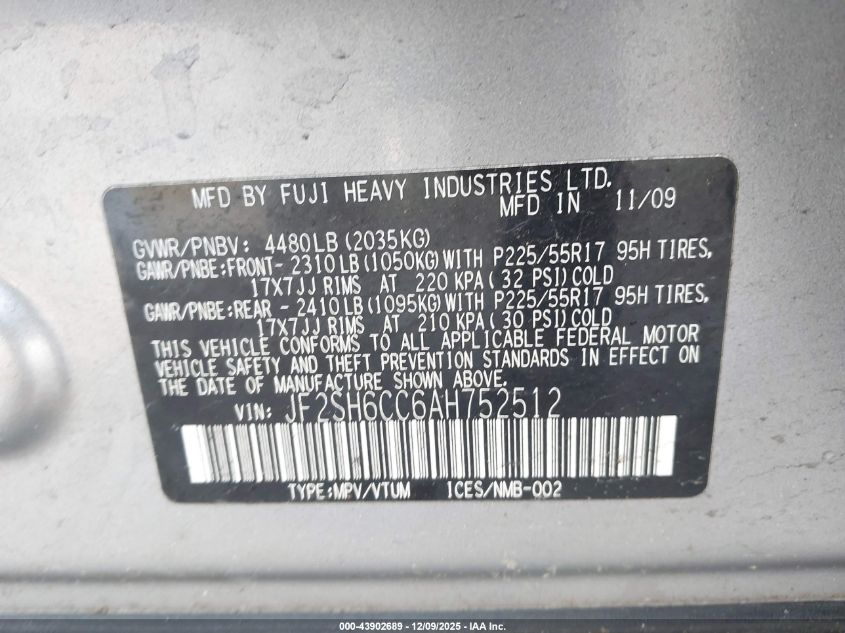 MFD BY FUJI HEAVY INDUSTRIES LTD.
MFD IN 11/09
GVWR/PNBV: 4480LB(2035KG)
GAWR/PNBE:FRONT- 2310LB(1050KG)WITH P225/55R17 95H TIRES,
17X7JJ RIMS AT 220 KPA(32 PSI)COLD
GAWR/PNBE:REAR - 2410LB(1095KG)WITH P225/55R17 95H TIRES,
17X7JJ RIMS AT 210 KPA(30 PSI)COLD
THIS VEHICLE CONFORMS TO ALL APPLICABLE FEDERAL MOTOR
VEHICLE SAFETY AND THEFT PREVENTION STANDARDS IN EFFECT ON
THE DATE OF MANUFACTURE SHOWN ABOVE.
VIN: JF2SH6CC6AH752512
TYPE:MPV/VTUM ICES/NMB-002
000-43902689 - 12/09/2025 - IAA Inc.